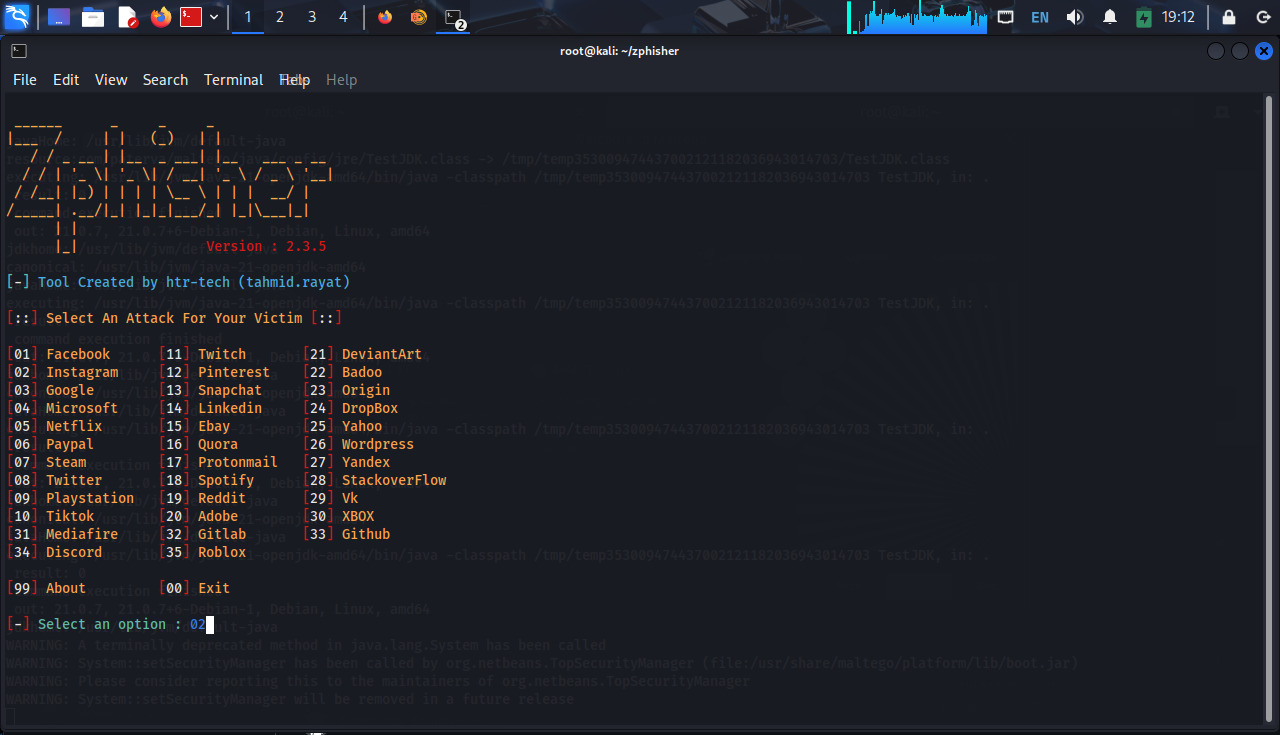 1 2 3 4 2 EN 19:12
root@kali: ~/zphisher
File Edit View Search Terminal Help Help
Zphisher
Version : 2.3.5
[-] Tool Created by htr-tech (tahmid.rayat)
[::] Select An Attack For Your Victim [::]
[01] Facebook [11] Twitch [21] DeviantArt
[02] Instagram [12] Pinterest [22] Badoo
[03] Google [13] Snapchat [23] Origin
[04] Microsoft [14] Linkedin [24] DropBox
[05] Netflix [15] Ebay [25] Yahoo
[06] Paypal [16] Quora [26] Wordpress
[07] Steam [17] Protonmail [27] Yandex
[08] Twitter [18] Spotify [28] StackoverFlow
[09] Playstation [19] Reddit [29] Vk
[10] Tiktok [20] Adobe [30] XBOX
[31] Mediafire [32] Gitlab [33] Github
[34] Discord [35] Roblox
[99] About [00] Exit
[-] Select an option : 02
WARNING: A terminally deprecated method in java.lang.System has been called
WARNING: System::setSecurityManager has been called by org.netbeans.TopSecurityManager (file:/usr/share/maltego/platform/lib/boot.jar)
WARNING: Please consider reporting this to the maintainers of org.netbeans.TopSecurityManager
WARNING: System::setSecurityManager will be removed in a future release